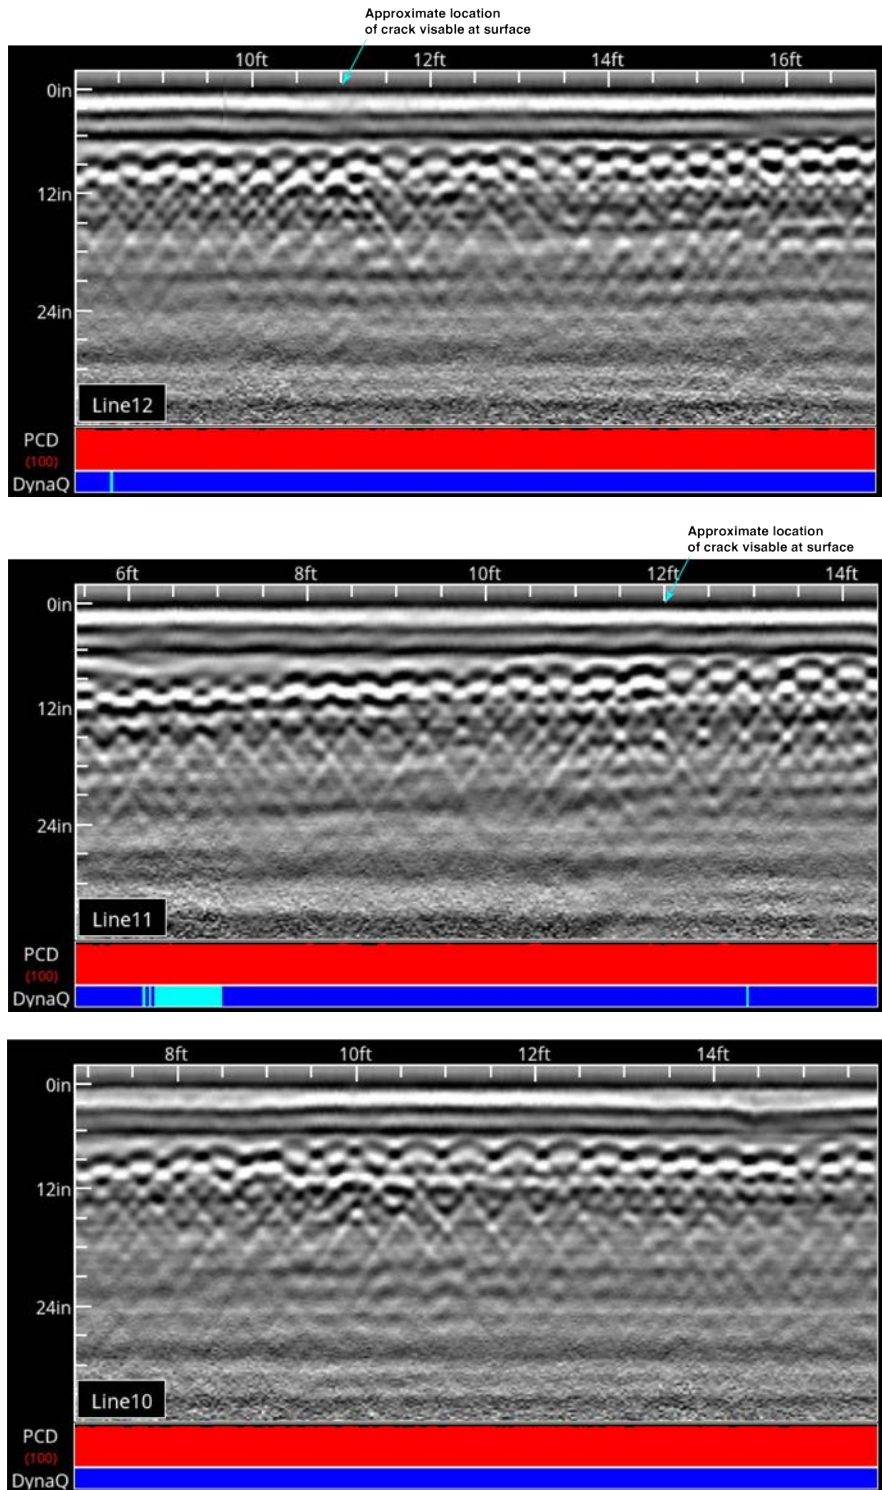 Approximate location
of crack visable at surface
10ft 12ft 14ft 16ft
0in
12in
24in
Line12
PCD
(100)
DynaQ
Approximate location
of crack visable at surface
6ft 8ft 10ft 12ft 14ft
0in
12in
24in
Line11
PCD
(100)
DynaQ
8ft 10ft 12ft 14ft
0in
12in
24in
Line10
PCD
(100)
DynaQ